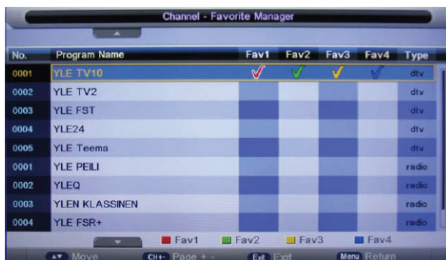 Channel - Favorite Manager
No. Program Name Fav1 Fav2 Fav3 Fav4 Type
0001 YLE TV10 dtv
0002 YLE TV2 dtv
0003 YLE FST dtv
0004 YLE24 dtv
0005 YLE Teema dtv
0001 YLE PEILI radio
0002 YLEQ radio
0003 YLEN KLASSINEN radio
0004 YLE FSR+ radio
Fav1 Fav2 Fav3 Fav4
Move CH+- Page + - Exit Exit Menu Return